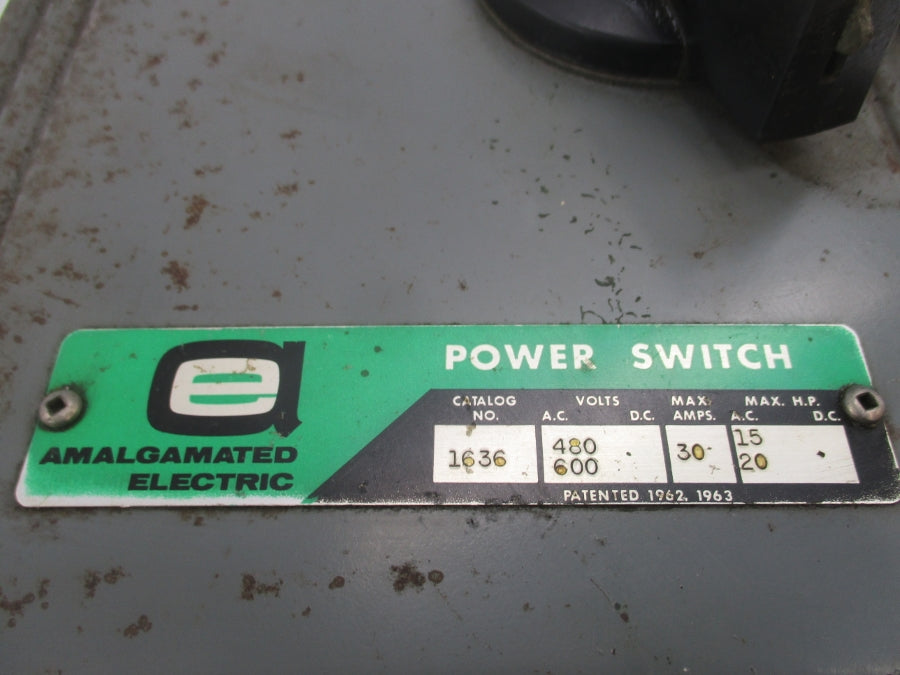 POWER SWITCH
ea
AMALGAMATED
ELECTRIC
CATALOG
NO.
1636
VOLTS
A.C. D.C.
480
600
MAX.
AMPS.
30
MAX. H.P.
A.C. D.C.
15
20
PATENTED 1962, 1963